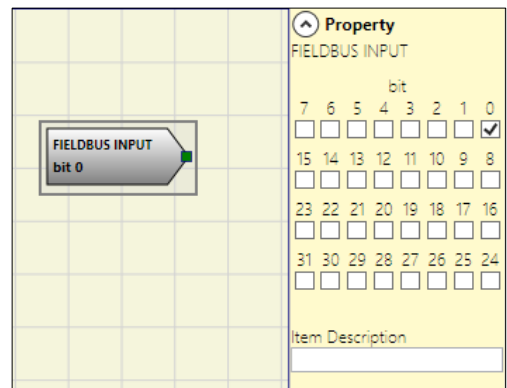 Property
FIELDBUS INPUT
bit
7 6 5 4 3 2 1 0
15 14 13 12 11 10 9 8
23 22 21 20 19 18 17 16
31 30 29 28 27 26 25 24
Item Description
FIELDBUS INPUT
bit 0